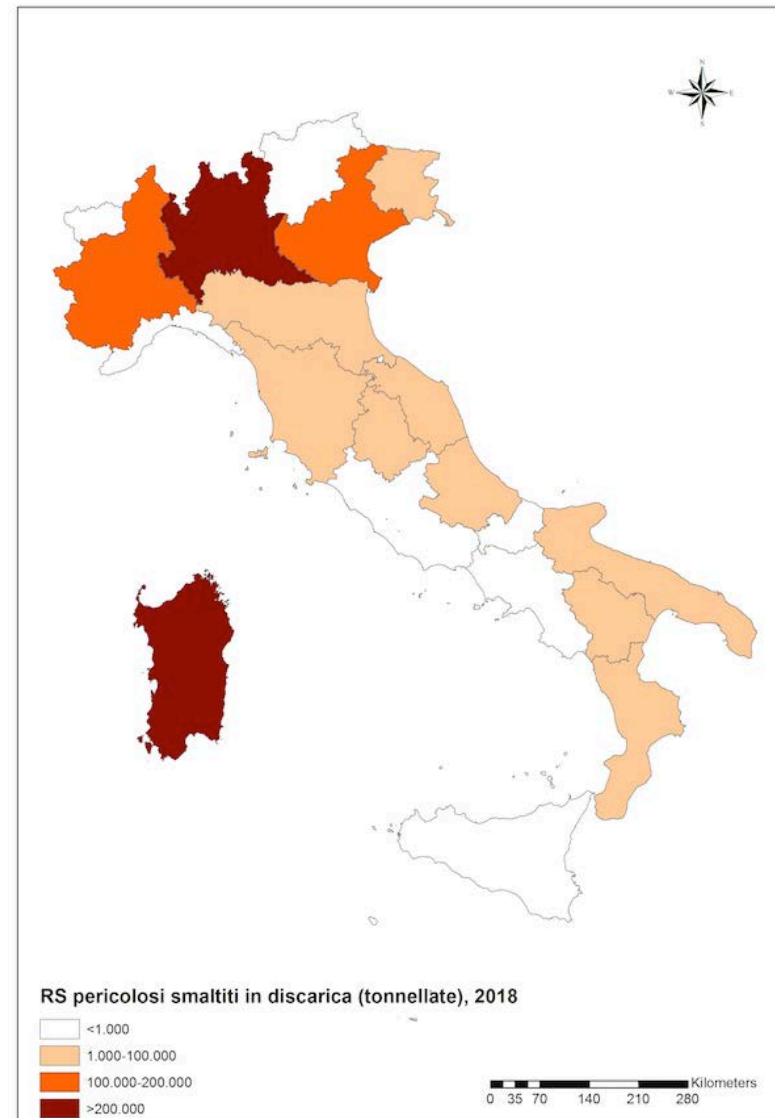 N
W E
S
RS pericolosi smaltiti in discarica (tonnellate), 2018
<1.000
1.000-100.000
100.000-200.000
>200.000
Kilometers
0 35 70 140 210 280